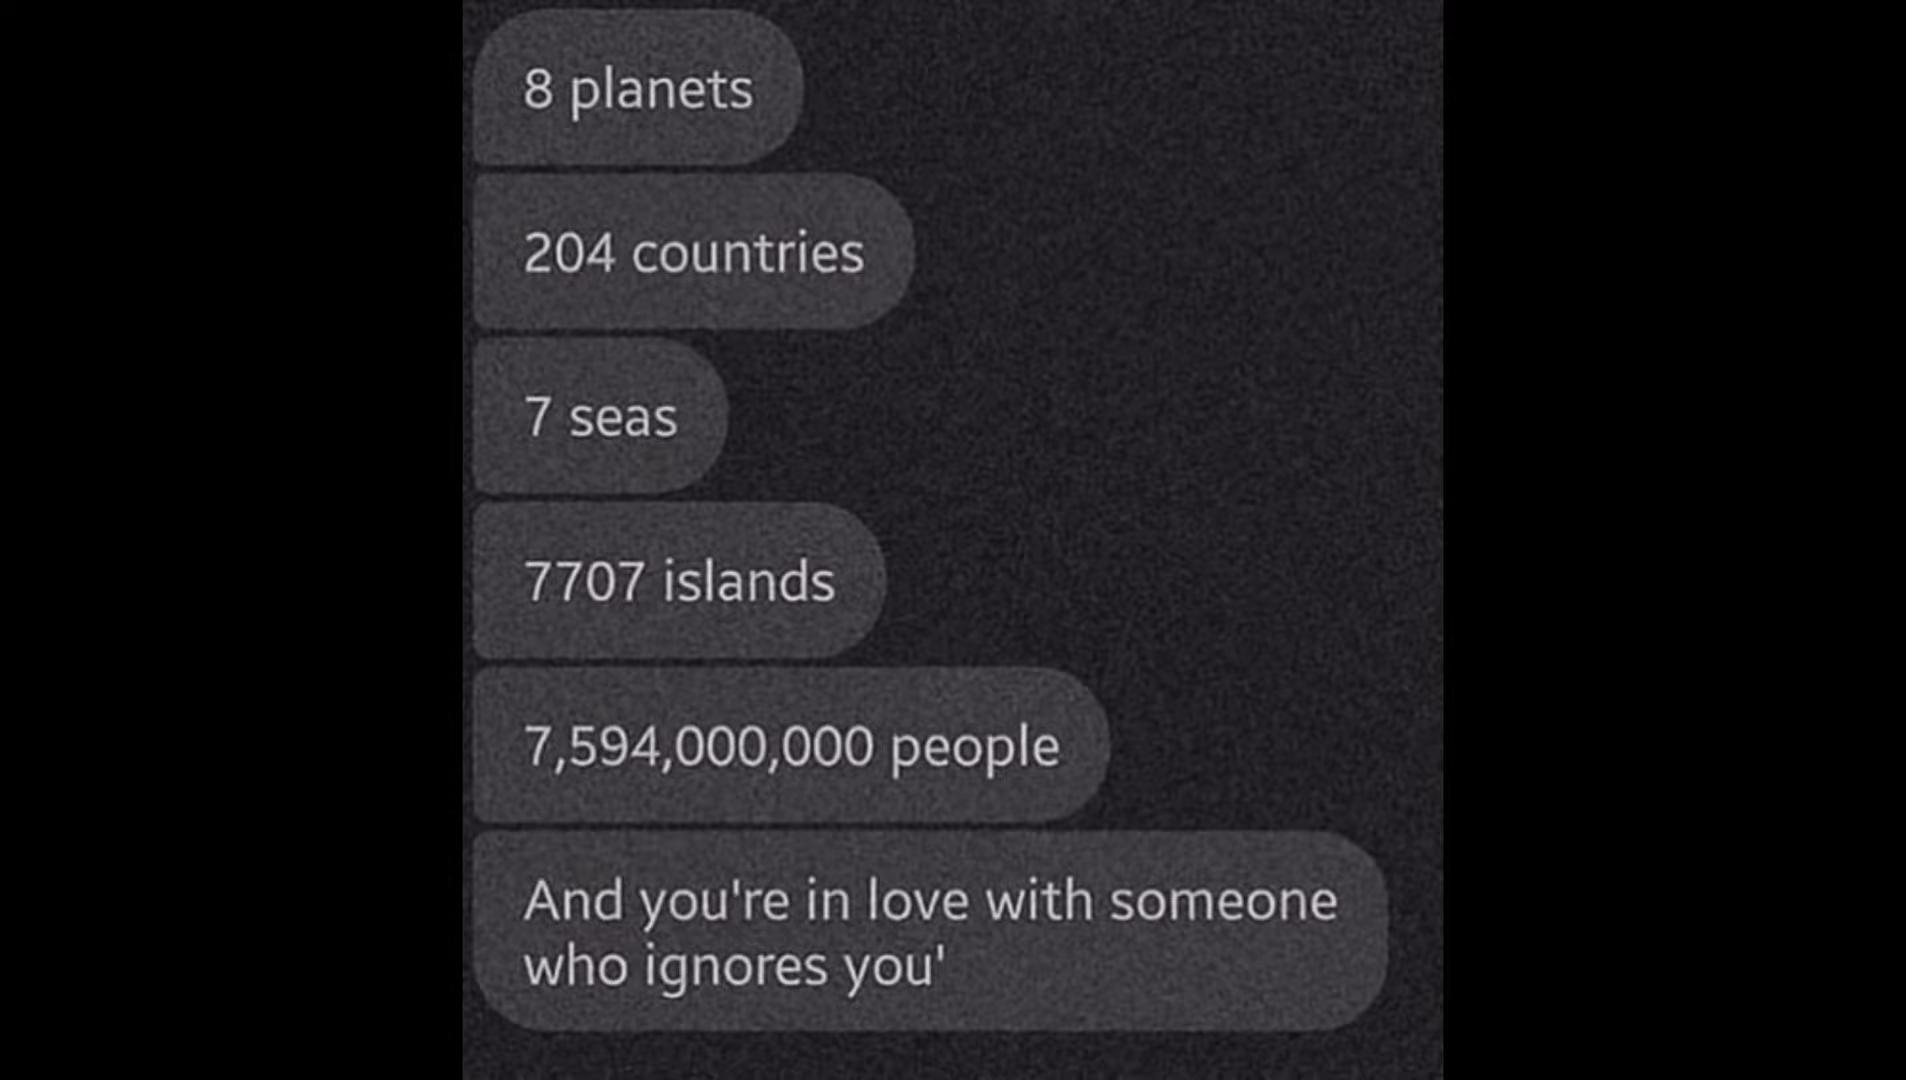 8 planets
204 countries
7 seas
7707 islands
7,594,000,000 people
And you're in love with someone
who ignores you'